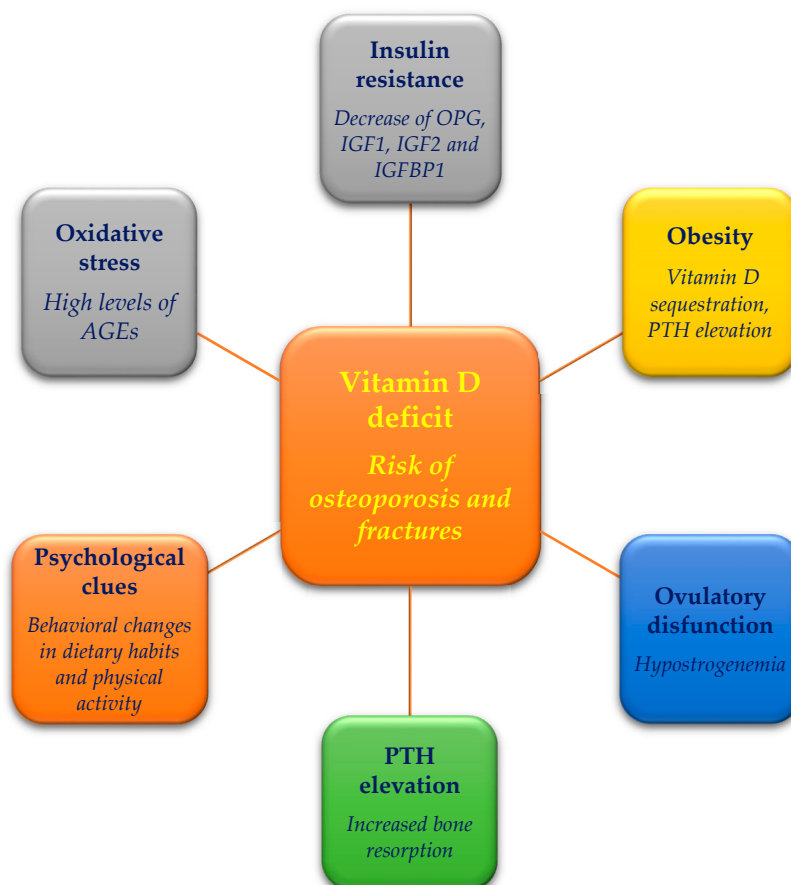 Insulin
resistance
Decrease of OPG,
IGF1, IGF2 and
IGFBP1
Oxidative
stress
High levels of
AGEs
Obesity
Vitamin D
sequestration,
PTH elevation
Vitamin D
deficit
Risk of
osteoporosis and
fractures
Psychological
clues
Behavioral changes
in dietary habits
and physical
activity
Ovulatory
disfunction
Hypostrogenemia
PTH
elevation
Increased bone
resorption